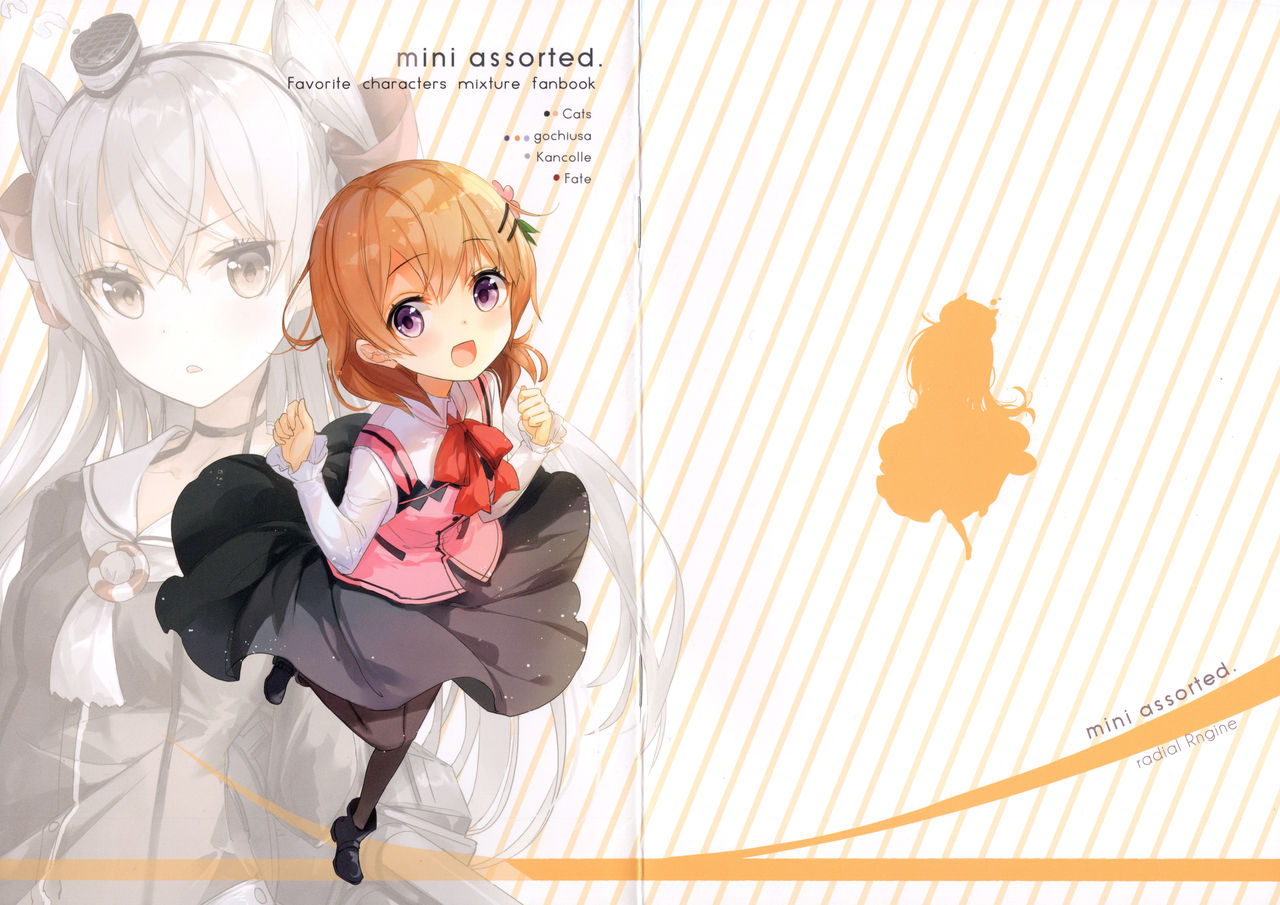 mini assorted.
Favorite characters mixture fanbook
Cats
gochiusa
Kancolle
Fate
mini assorted.
radial Rngine